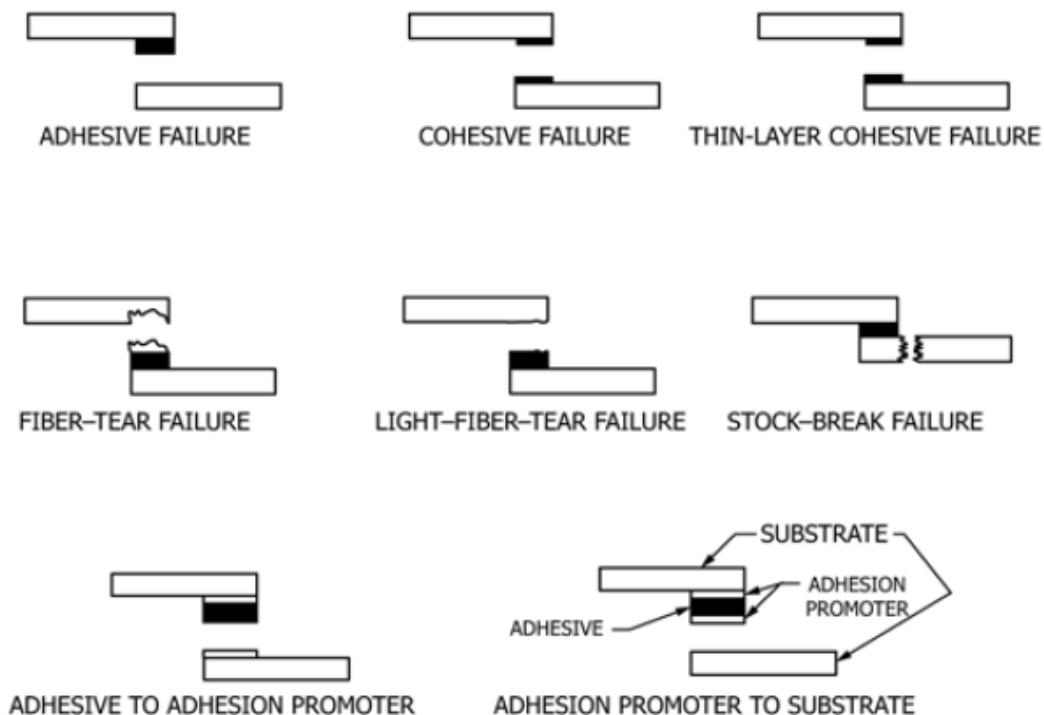 ADHESIVE FAILURE
COHESIVE FAILURE
THIN-LAYER COHESIVE FAILURE
FIBER–TEAR FAILURE
LIGHT–FIBER–TEAR FAILURE
STOCK–BREAK FAILURE
SUBSTRATE
ADHESION
PROMOTER
ADHESIVE
ADHESIVE TO ADHESION PROMOTER
ADHESION PROMOTER TO SUBSTRATE